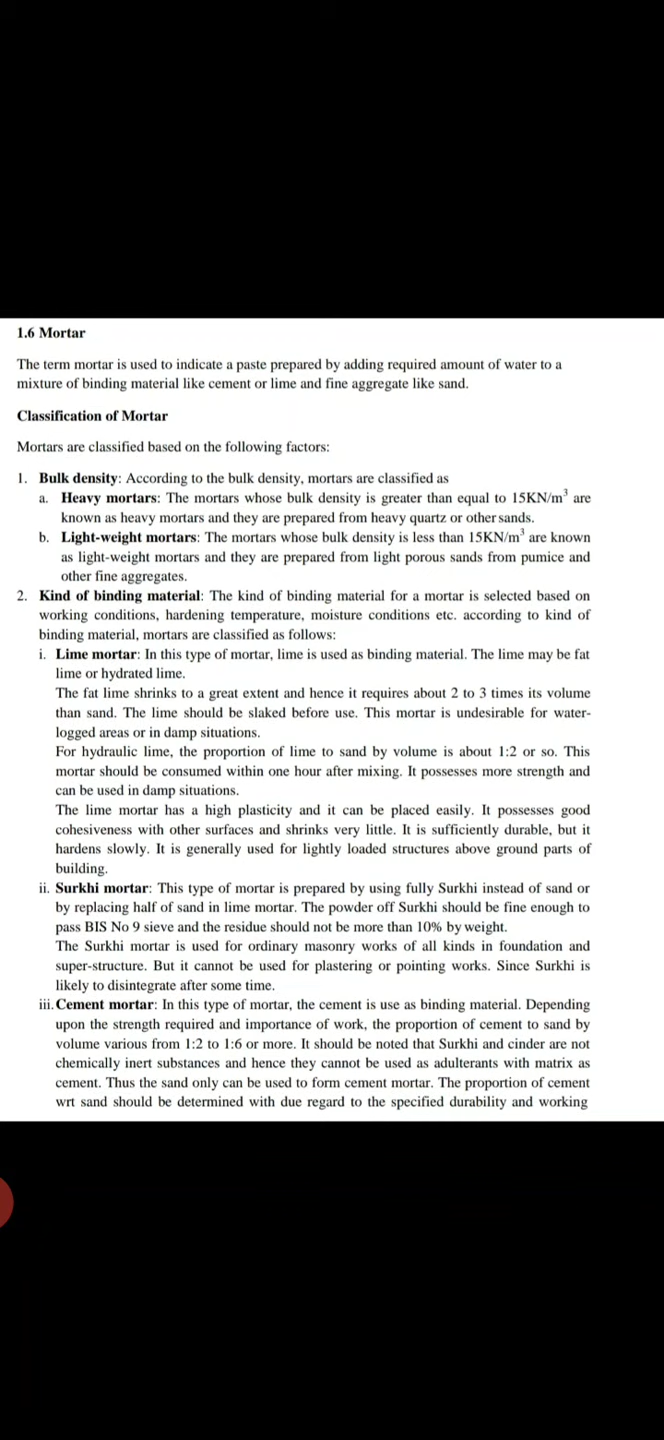 1.6 Mortar
The term mortar is used to indicate a paste prepared by adding required amount of water to a
mixture of binding material like cement or lime and fine aggregate like sand.
Classification of Mortar
Mortars are classified based on the following factors:
1. Bulk density: According to the bulk density, mortars are classified as
a. Heavy mortars: The mortars whose bulk density is greater than equal to 15KN/m³ are
known as heavy mortars and they are prepared from heavy quartz or other sands.
b. Light-weight mortars: The mortars whose bulk density is less than 15KN/m³ are known
as light-weight mortars and they are prepared from light porous sands from pumice and
other fine aggregates.
2. Kind of binding material: The kind of binding material for a mortar is selected based on
working conditions, hardening temperature, moisture conditions etc. according to kind of
binding material, mortars are classified as follows:
i. Lime mortar: In this type of mortar, lime is used as binding material. The lime may be fat
lime or hydrated lime.
The fat lime shrinks to a great extent and hence it requires about 2 to 3 times its volume
than sand. The lime should be slaked before use. This mortar is undesirable for water-
logged areas or in damp situations.
For hydraulic lime, the proportion of lime to sand by volume is about 1:2 or so. This
mortar should be consumed within one hour after mixing. It possesses more strength and
can be used in damp situations.
The lime mortar has a high plasticity and it can be placed easily. It possesses good
cohesiveness with other surfaces and shrinks very little. It is sufficiently durable, but it
hardens slowly. It is generally used for lightly loaded structures above ground parts of
building.
ii. Surkhi mortar: This type of mortar is prepared by using fully Surkhi instead of sand or
by replacing half of sand in lime mortar. The powder off Surkhi should be fine enough to
pass BIS No 9 sieve and the residue should not be more than 10% by weight.
The Surkhi mortar is used for ordinary masonry works of all kinds in foundation and
super-structure. But it cannot be used for plastering or pointing works. Since Surkhi is
likely to disintegrate after some time.
iii. Cement mortar: In this type of mortar, the cement is use as binding material. Depending
upon the strength required and importance of work, the proportion of cement to sand by
volume various from 1:2 to 1:6 or more. It should be noted that Surkhi and cinder are not
chemically inert substances and hence they cannot be used as adulterants with matrix as
cement. Thus the sand only can be used to form cement mortar. The proportion of cement
wrt sand should be determined with due regard to the specified durability and working